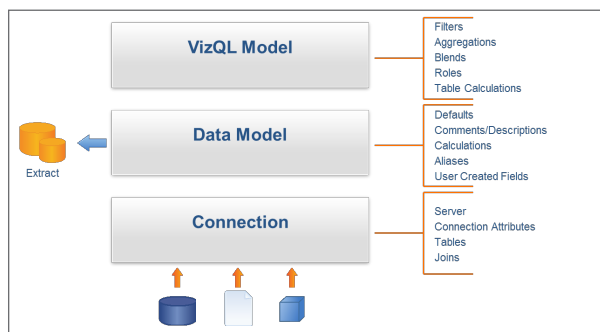 VizQL Model
Filters
Aggregations
Blends
Roles
Table Calculations
Data Model
Defaults
Comments/Descriptions
Calculations
Aliases
User Created Fields
Extract
Connection
Server
Connection Attributes
Tables
Joins